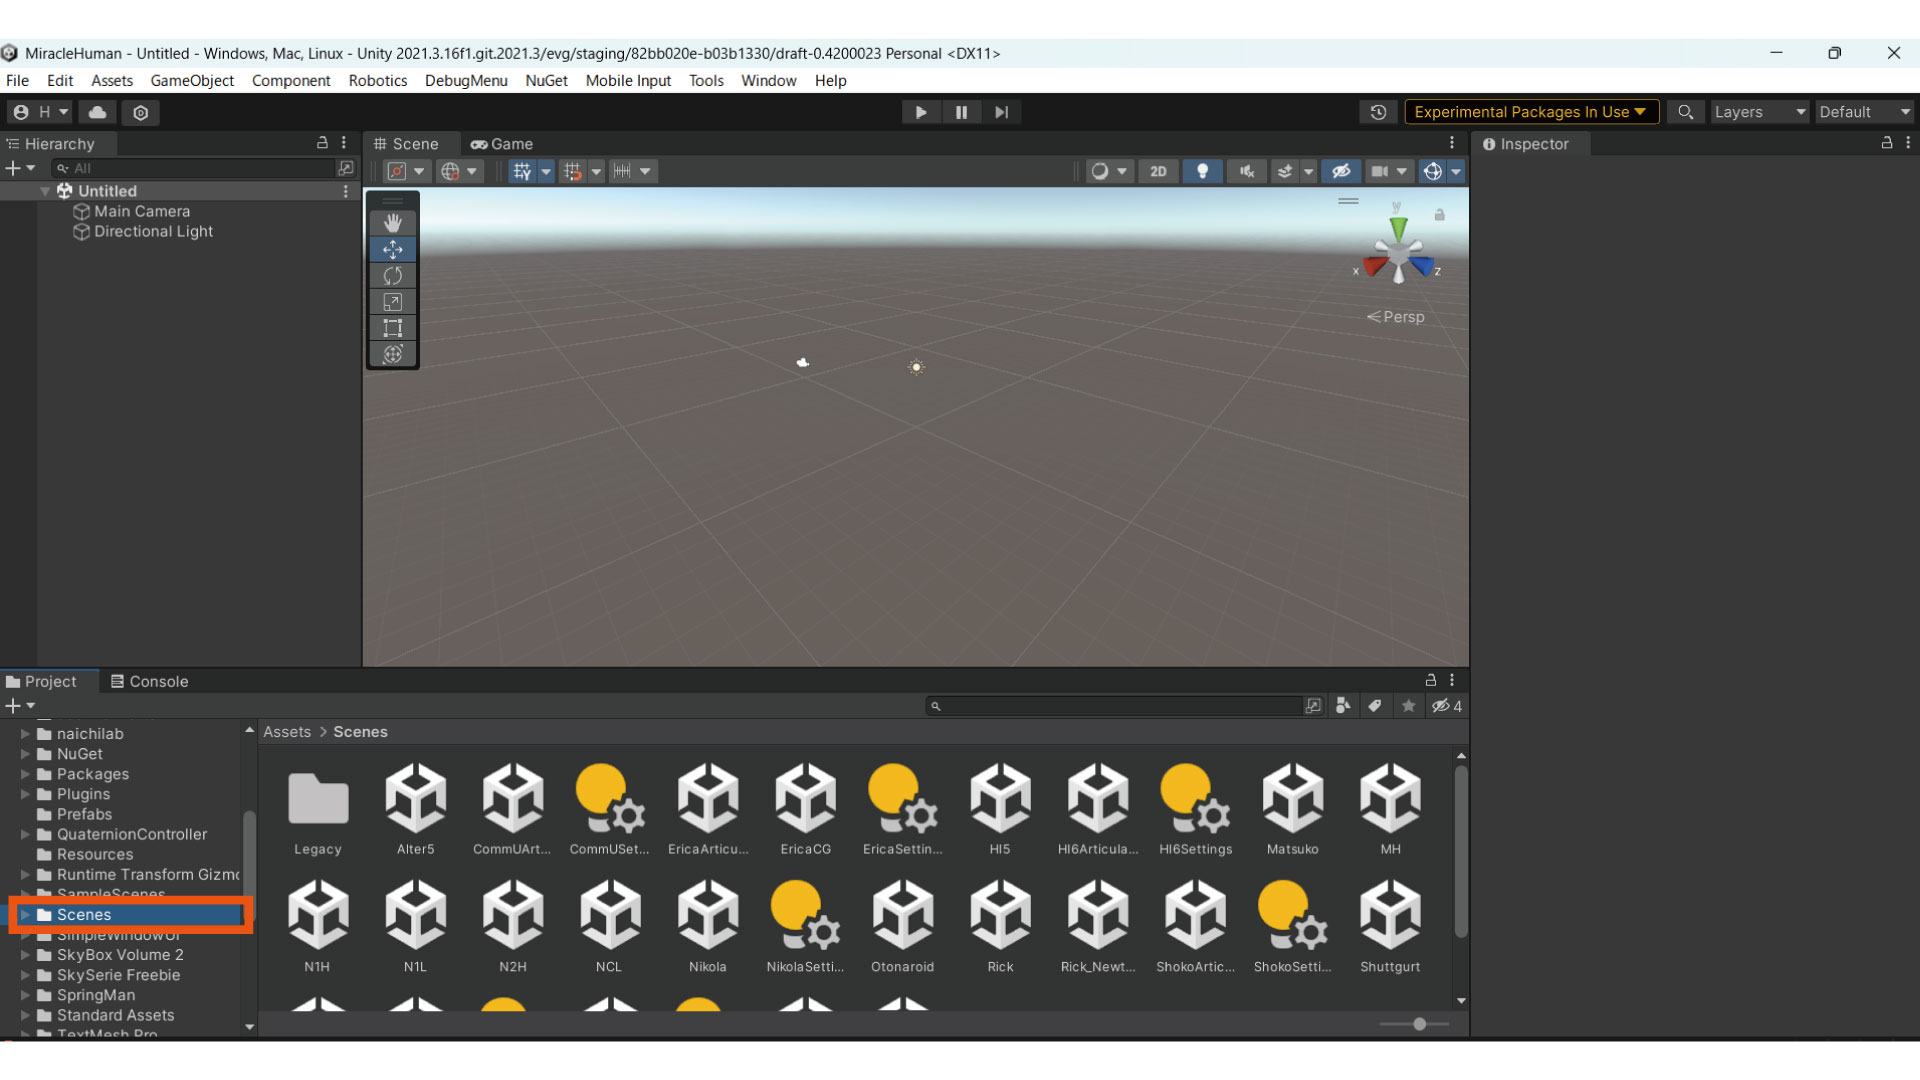 MiracleHuman - Untitled - Windows, Mac, Linux - Unity 2021.3.16f1.git.2021.3/evg/staging/82bb020e-b03b1330/draft-0.4200023 Personal <DX11>
File Edit Assets GameObject Component Robotics DebugMenu NuGet Mobile Input Tools Window Help
H Experimental Packages In Use Layers Default
Hierarchy Scene Game Inspector
All 2D
Untitled
Main Camera
Directional Light
y
x z
Persp
Project Console
4
Assets > Scenes
naichilab
NuGet
Packages
Plugins
Prefabs
QuaternionController
Resources
Runtime Transform Gizmo
SampleScenes
Scenes
SimpleWindowUI
SkyBox Volume 2
SkySerie Freebie
SpringMan
Standard Assets
TextMesh Pro
Legacy Alter5 CommUArt... CommUSet... EricaArticu... EricaCG EricaSettin... HI5 HI6Articula... HI6Settings Matsuko MH
N1H N1L N2H NCL Nikola NikolaSetti... Otonaroid Rick Rick_Newt... ShokoArtic... ShokoSetti... Shuttgurt